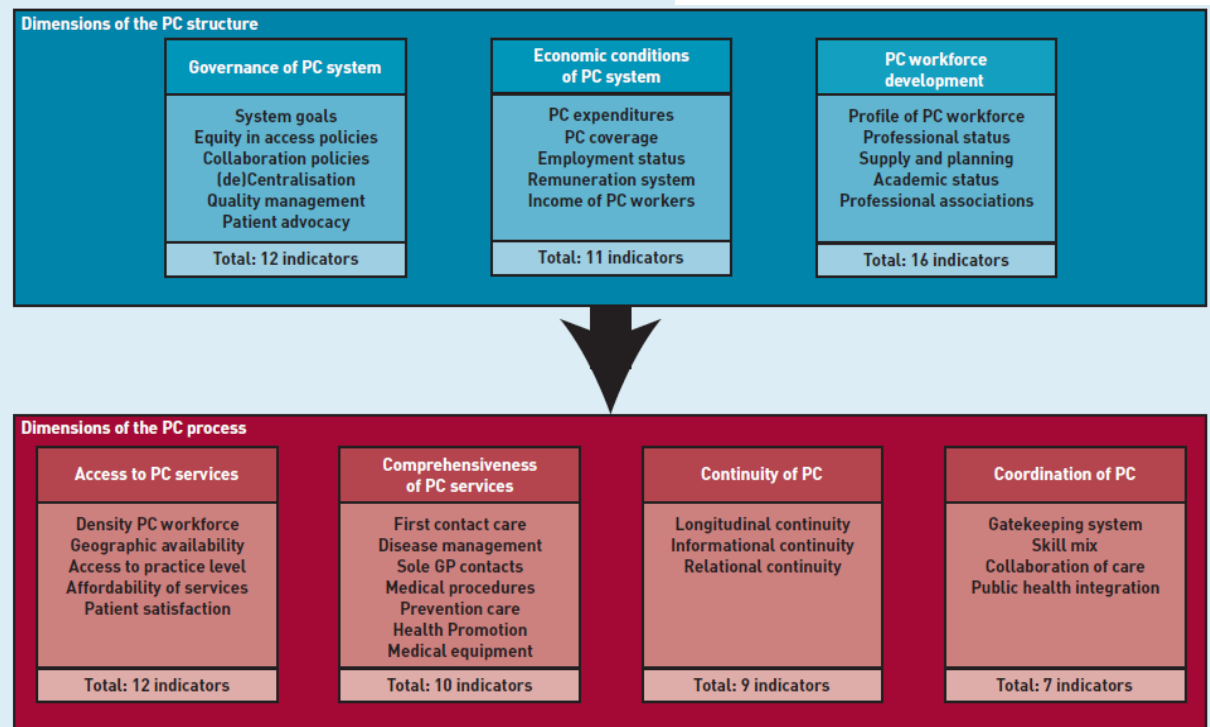 Dimensions of the PC structure
Governance of PC system
System goals
Equity in access policies
Collaboration policies
(de)Centralisation
Quality management
Patient advocacy
Total: 12 indicators
Economic conditions
of PC system
PC expenditures
PC coverage
Employment status
Remuneration system
Income of PC workers
Total: 11 indicators
PC workforce
development
Profile of PC workforce
Professional status
Supply and planning
Academic status
Professional associations
Total: 16 indicators
Dimensions of the PC process
Access to PC services
Density PC workforce
Geographic availability
Access to practice level
Affordability of services
Patient satisfaction
Total: 12 indicators
Comprehensiveness
of PC services
First contact care
Disease management
Sole GP contacts
Medical procedures
Prevention care
Health Promotion
Medical equipment
Total: 10 indicators
Continuity of PC
Longitudinal continuity
Informational continuity
Relational continuity
Total: 9 indicators
Coordination of PC
Gatekeeping system
Skill mix
Collaboration of care
Public health integration
Total: 7 indicators